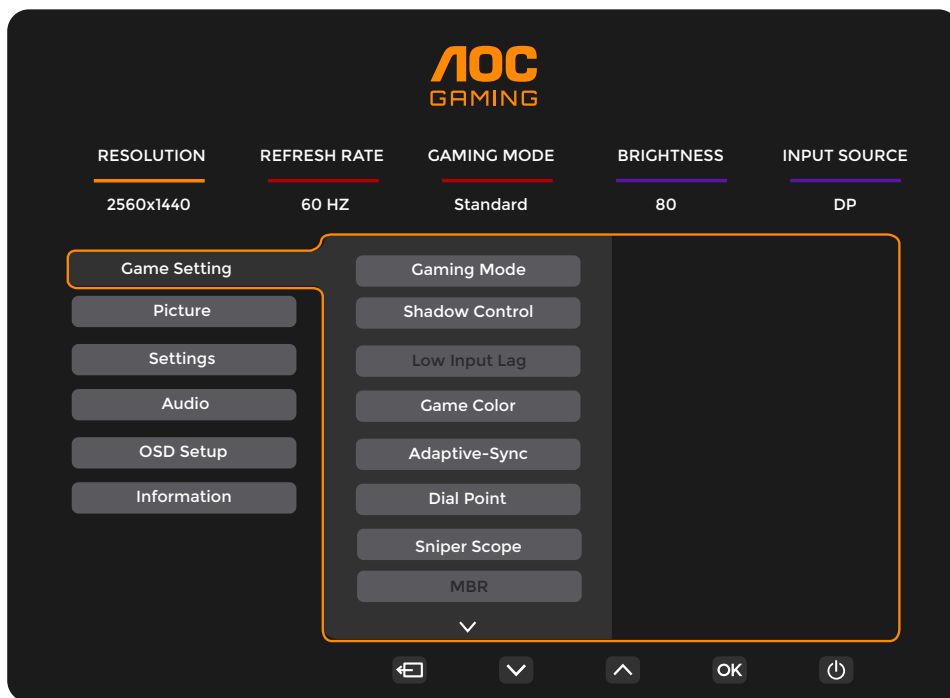 AOC
GAMING
RESOLUTION REFRESH RATE GAMING MODE BRIGHTNESS INPUT SOURCE
2560x1440 60 HZ Standard 80 DP
Game Setting
Picture
Settings
Audio
OSD Setup
Information
Gaming Mode
Shadow Control
Low Input Lag
Game Color
Adaptive-Sync
Dial Point
Sniper Scope
MBR
OK